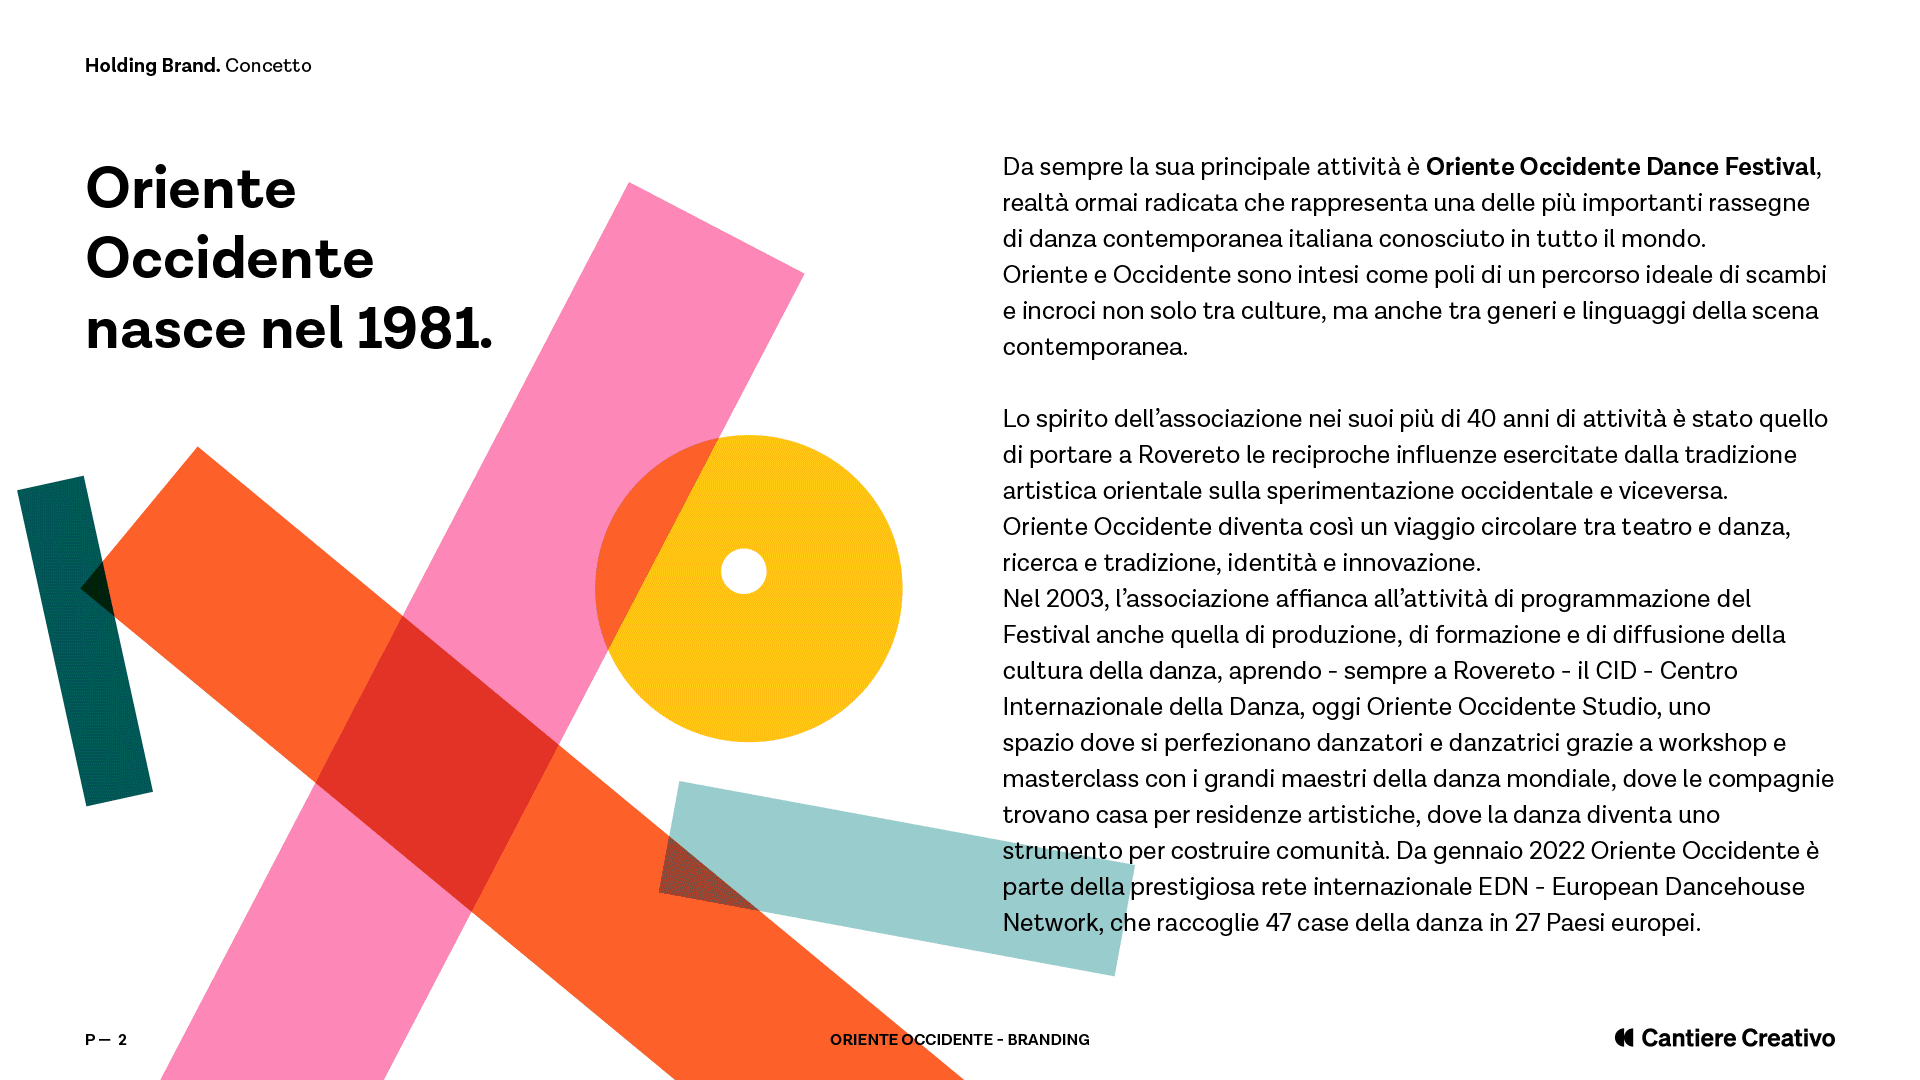 Holding Brand. Concetto
Oriente
Occidente
nasce nel 1981.
Da sempre la sua principale attività è Oriente Occidente Dance Festival,
realtà ormai radicata che rappresenta una delle più importanti rassegne
di danza contemporanea italiana conosciuto in tutto il mondo.
Oriente e Occidente sono intesi come poli di un percorso ideale di scambi
e incroci non solo tra culture, ma anche tra generi e linguaggi della scena
contemporanea.
Lo spirito dell’associazione nei suoi più di 40 anni di attività è stato quello
di portare a Rovereto le reciproche influenze esercitate dalla tradizione
artistica orientale sulla sperimentazione occidentale e viceversa.
Oriente Occidente diventa così un viaggio circolare tra teatro e danza,
ricerca e tradizione, identità e innovazione.
Nel 2003, l’associazione affianca all’attività di programmazione del
Festival anche quella di produzione, di formazione e di diffusione della
cultura della danza, aprendo - sempre a Rovereto - il CID - Centro
Internazionale della Danza, oggi Oriente Occidente Studio, uno
spazio dove si perfezionano danzatori e danzatrici grazie a workshop e
masterclass con i grandi maestri della danza mondiale, dove le compagnie
trovano casa per residenze artistiche, dove la danza diventa uno
strumento per costruire comunità. Da gennaio 2022 Oriente Occidente è
parte della prestigiosa rete internazionale EDN - European Dancehouse
Network, che raccoglie 47 case della danza in 27 Paesi europei.
P — 2
ORIENTE OCCIDENTE - BRANDING
Cantiere Creativo